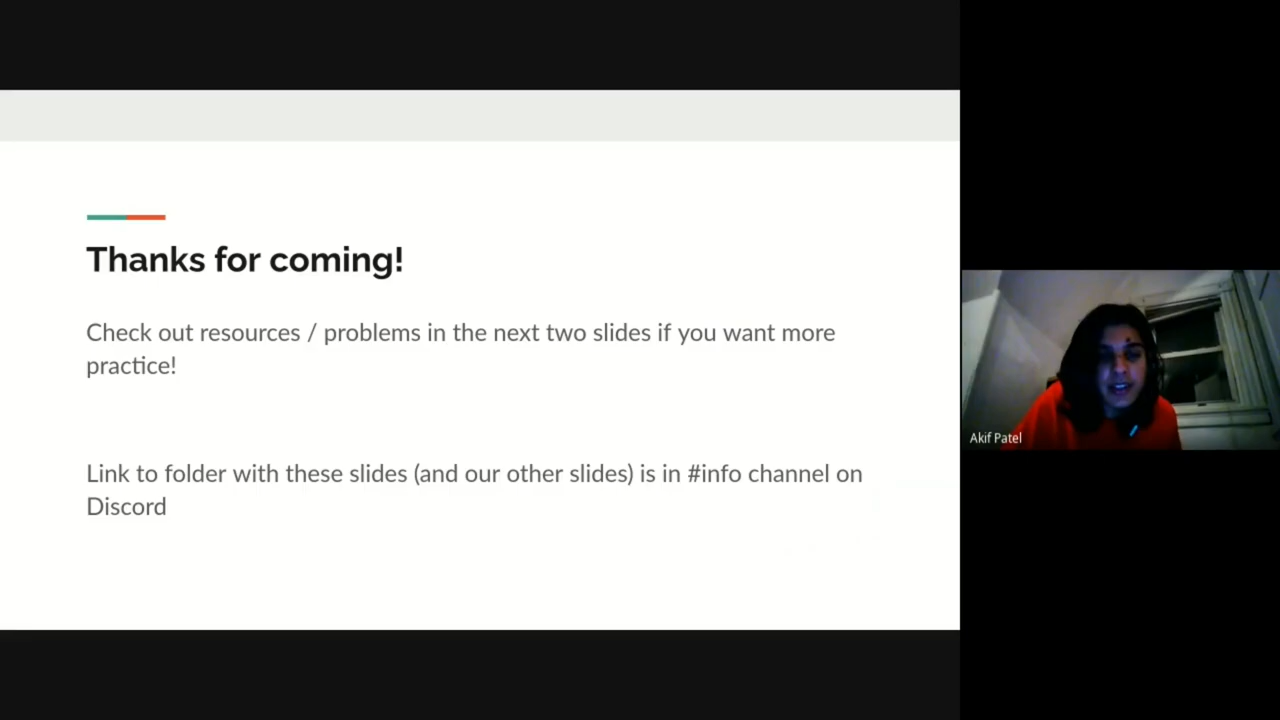 Thanks for coming!
Check out resources / problems in the next two slides if you want more
practice!
Link to folder with these slides (and our other slides) is in #info channel on
Discord
Akif Patel